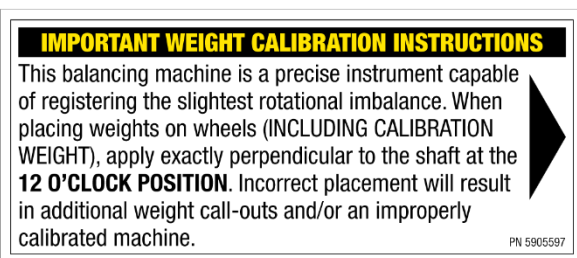 IMPORTANT WEIGHT CALIBRATION INSTRUCTIONS
This balancing machine is a precise instrument capable
of registering the slightest rotational imbalance. When
placing weights on wheels (INCLUDING CALIBRATION
WEIGHT), apply exactly perpendicular to the shaft at the
12 O'CLOCK POSITION. Incorrect placement will result
in additional weight call-outs and/or an improperly
calibrated machine.
PN 5905597